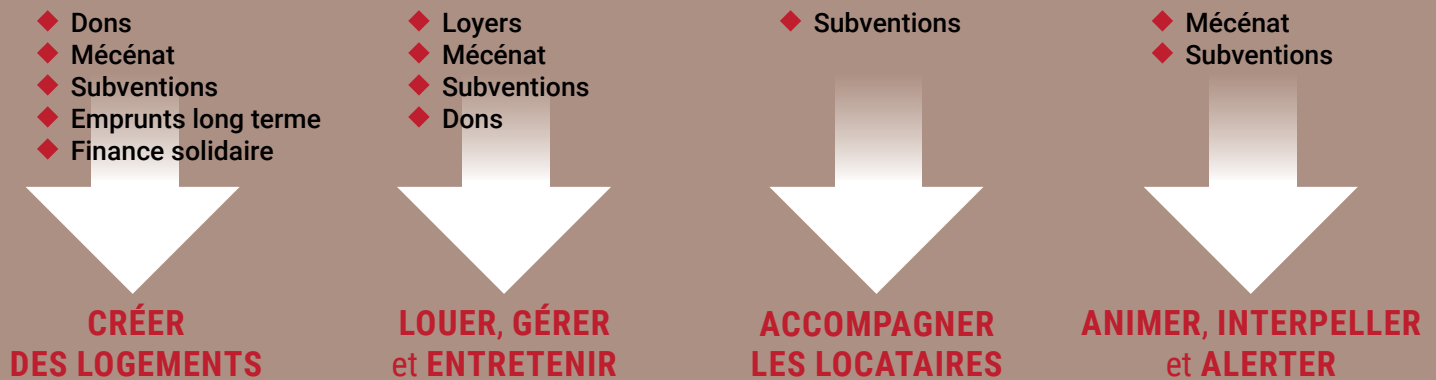 Dons
Mécénat
Subventions
Emprunts long terme
Finance solidaire
CRÉER
DES LOGEMENTS
Loyers
Mécénat
Subventions
Dons
LOUER, GÉRER
et ENTRETENIR
Subventions
ACCOMPAGNER
LES LOCATAIRES
Mécénat
Subventions
ANIMER, INTERPELLER
et ALERTER